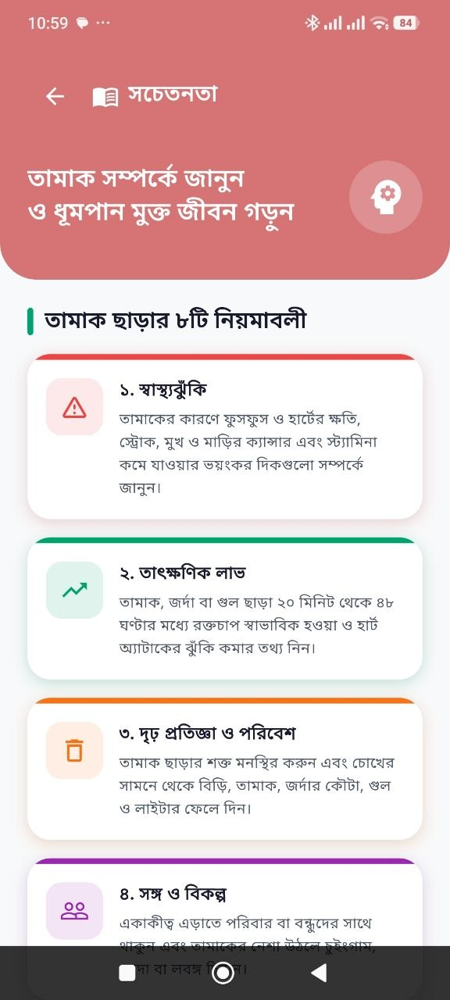 10:59
84
সচেতনতা
তামাক সম্পর্কে জানুন
ও ধূমপান মুক্ত জীবন গড়ুন
তামাক ছাড়ার ৮টি নিয়মাবলী
১. স্বাস্থ্যঝুঁকি
তামাকের কারণে ফুসফুস ও হার্টের ক্ষতি,
স্ট্রোক, মুখ ও মাড়ির ক্যান্সার এবং স্ট্যামিনা
কমে যাওয়ার ভয়ংকর দিকগুলো সম্পর্কে
জানুন।
২. তাৎক্ষণিক লাভ
তামাক, জর্দা বা গুল ছাড়া ২০ মিনিট থেকে ৪৮
ঘণ্টার মধ্যে রক্তচাপ স্বাভাবিক হওয়া ও হার্ট
অ্যাটাকের ঝুঁকি কমার তথ্য নিন।
৩. দৃঢ় প্রতিজ্ঞা ও পরিবেশ
তামাক ছাড়ার শক্ত মনস্থির করুন এবং চোখের
সামনে থেকে বিড়ি, তামাক, জর্দার কৌটা, গুল
ও লাইটার ফেলে দিন।
৪. সঙ্গ ও বিকল্প
একাকীত্ব এড়াতে পরিবার বা বন্ধুদের সাথে
থাকুন এবং তামাকের নেশা উঠলে চুইংগাম,
বা লবঙ্গ